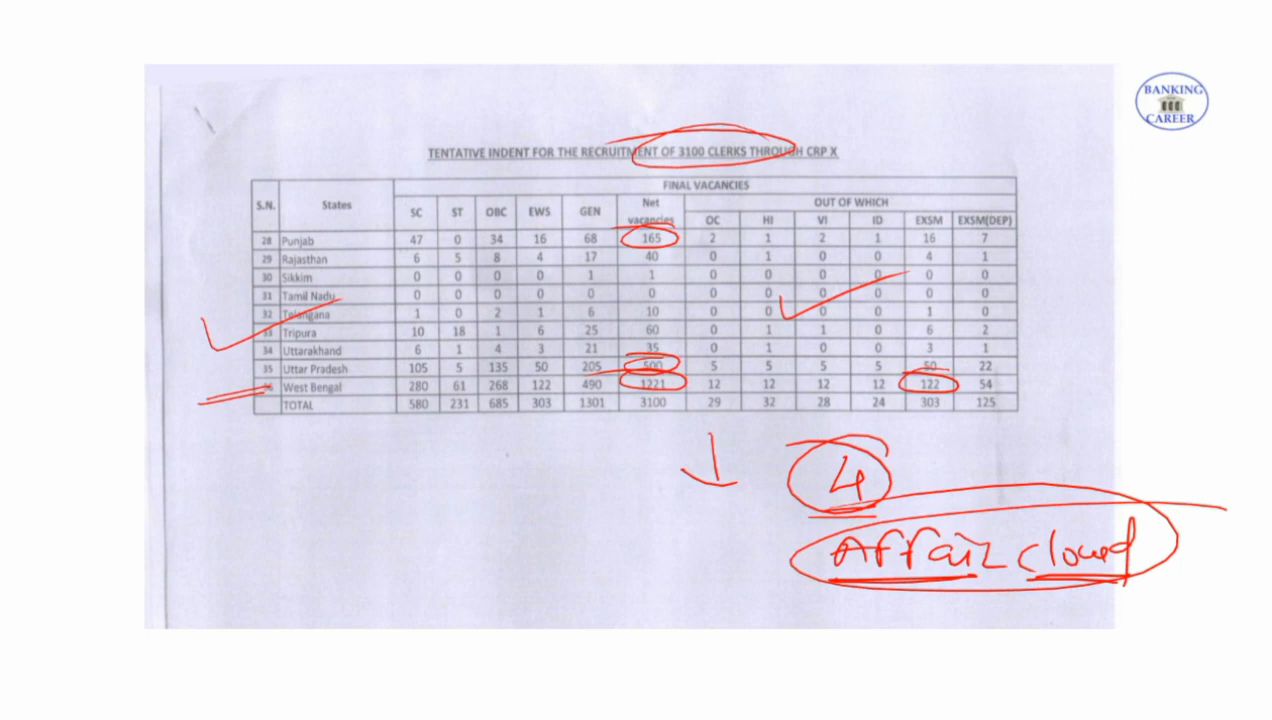 BANKING
CAREER
TENTATIVE INDENT FOR THE RECRUITMENT OF 3100 CLERKS THROUGH CRP X
S.N. States FINAL VACANCIES
SC ST OBC EWS GEN Net vacancies OUT OF WHICH
OC HI VI ID EXSM EXSM(DEP)
28 Punjab 47 0 34 16 68 165 2 1 2 1 16 7
29 Rajasthan 6 5 8 4 17 40 0 1 0 0 4 1
30 Sikkim 0 0 0 0 1 1 0 0 0 0 0 0
31 Tamil Nadu 0 0 0 0 0 0 0 0 0 0 0 0
32 Telangana 1 0 2 1 6 10 0 0 0 0 1 0
33 Tripura 10 18 1 6 25 60 0 1 1 0 6 2
34 Uttarakhand 6 1 4 3 21 35 0 1 0 0 3 1
35 Uttar Pradesh 105 5 135 50 205 500 5 5 5 5 50 22
West Bengal 280 61 268 122 490 1221 12 12 12 12 122 54
TOTAL 580 231 685 303 1301 3100 29 32 28 24 303 125
4
Affair closed